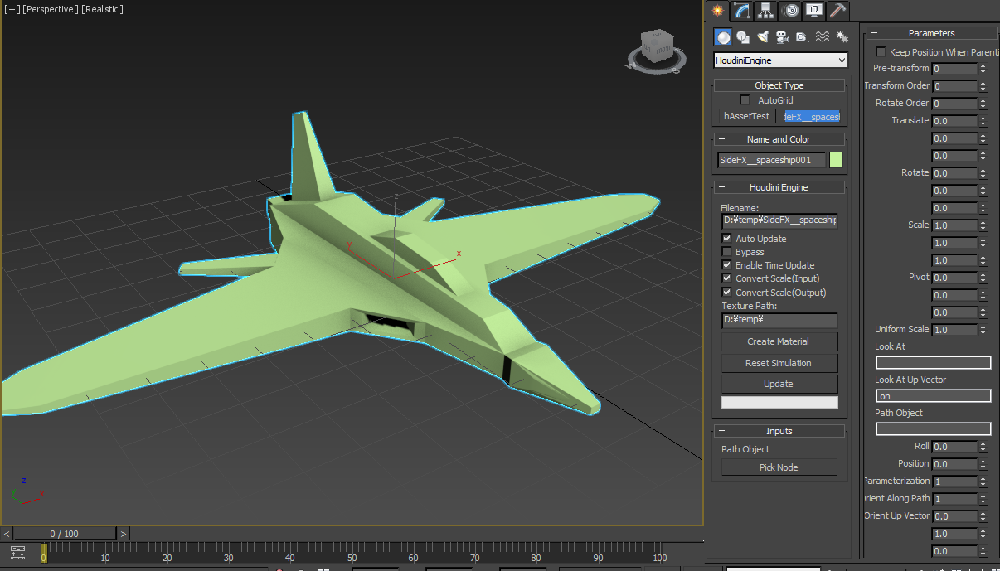 [+] [Perspective ] [Realistic ]
FRONT
z
x
y
z
x
0 / 100
0
10
20
30
40
50
60
70
80
90
100
HoudiniEngine
Object Type
AutoGrid
hAssetTest
deFX__spacesl
Name and Color
SideFX__spaceship001
Houdini Engine
Filename:
D:¥temp¥SideFX__spaceship
Auto Update
Bypass
Enable Time Update
Convert Scale(Input)
Convert Scale(Output)
Texture Path:
D:¥temp¥
Create Material
Reset Simulation
Update
Inputs
Path Object
Pick Node
Parameters
Keep Position When Parenti
Pre-transform 0
Transform Order 0
Rotate Order 0
Translate 0.0
0.0
0.0
Rotate 0.0
0.0
0.0
Scale 1.0
1.0
1.0
Pivot 0.0
0.0
0.0
Uniform Scale 1.0
Look At
Look At Up Vector
on
Path Object
Roll 0.0
Position 0.0
Parameterization 1
Orient Along Path 1
Orient Up Vector 0.0
1.0
0.0